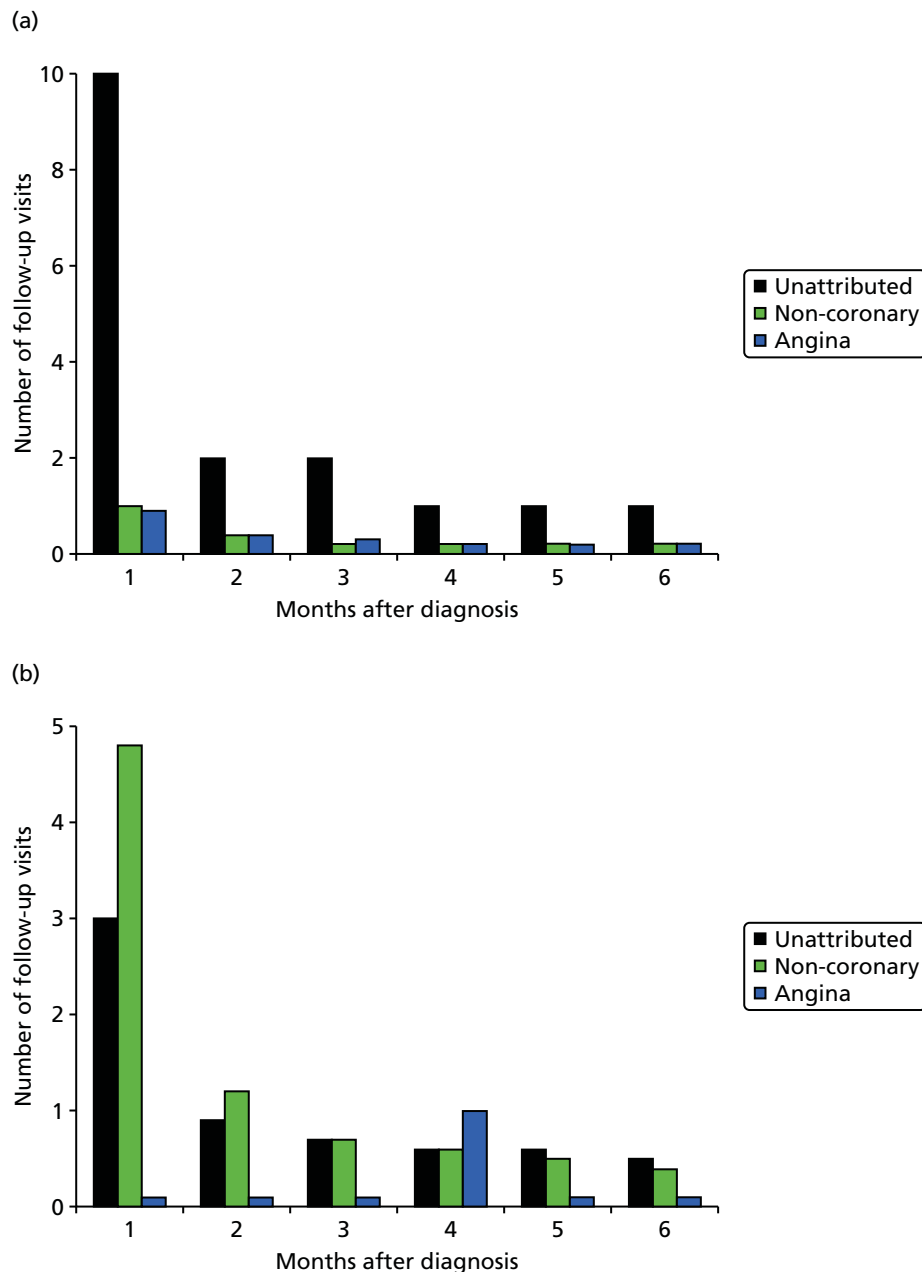 (a)
Number of follow-up visits
10
8
6
4
2
0
1 2 3 4 5 6
Months after diagnosis
Unattributed
Non-coronary
Angina
(b)
Number of follow-up visits
5
4
3
2
1
0
1 2 3 4 5 6
Months after diagnosis
Unattributed
Non-coronary
Angina